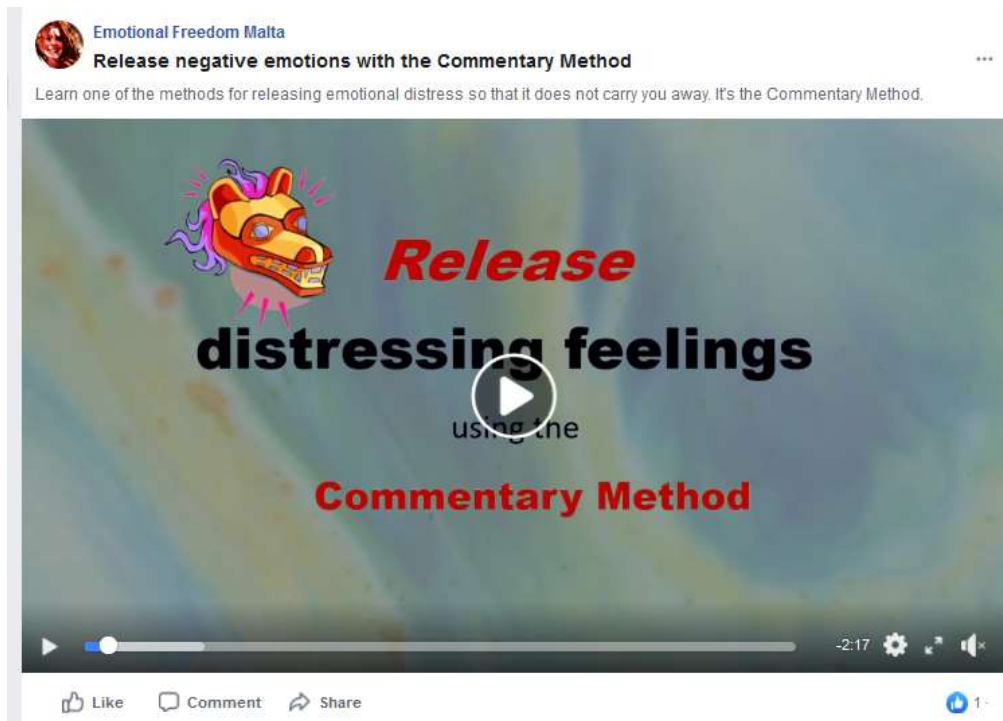 Emotional Freedom Malta
Release negative emotions with the Commentary Method
Learn one of the methods for releasing emotional distress so that it does not carry you away. It's the Commentary Method.
Release
distressing feelings
using the
Commentary Method
-2:17
Like Comment Share 1